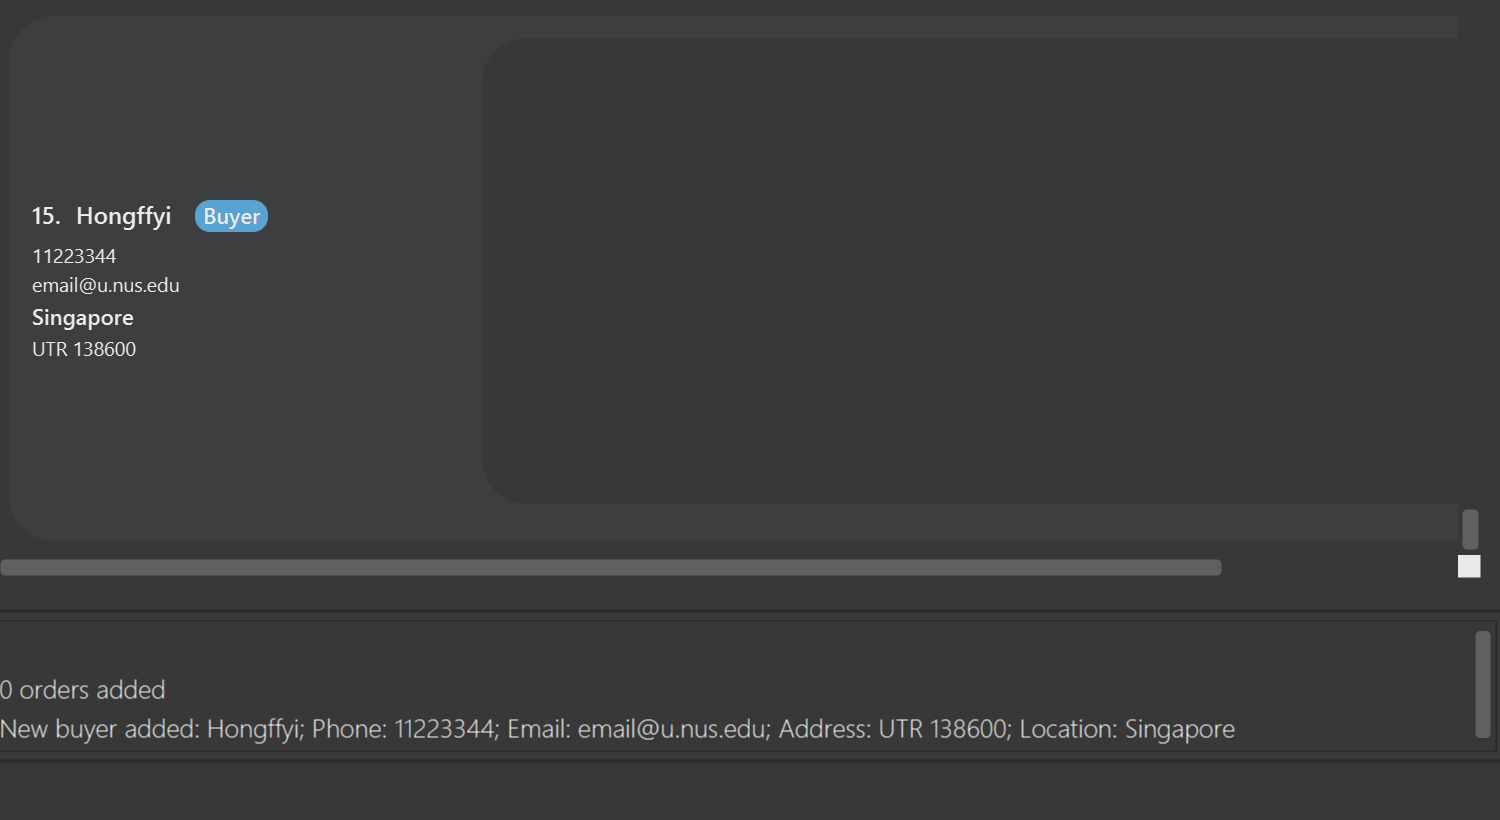 15. Hongffyi Buyer
11223344
email@u.nus.edu
Singapore
UTR 138600
0 orders added
New buyer added: Hongffyi; Phone: 11223344; Email: email@u.nus.edu; Address: UTR 138600; Location: Singapore